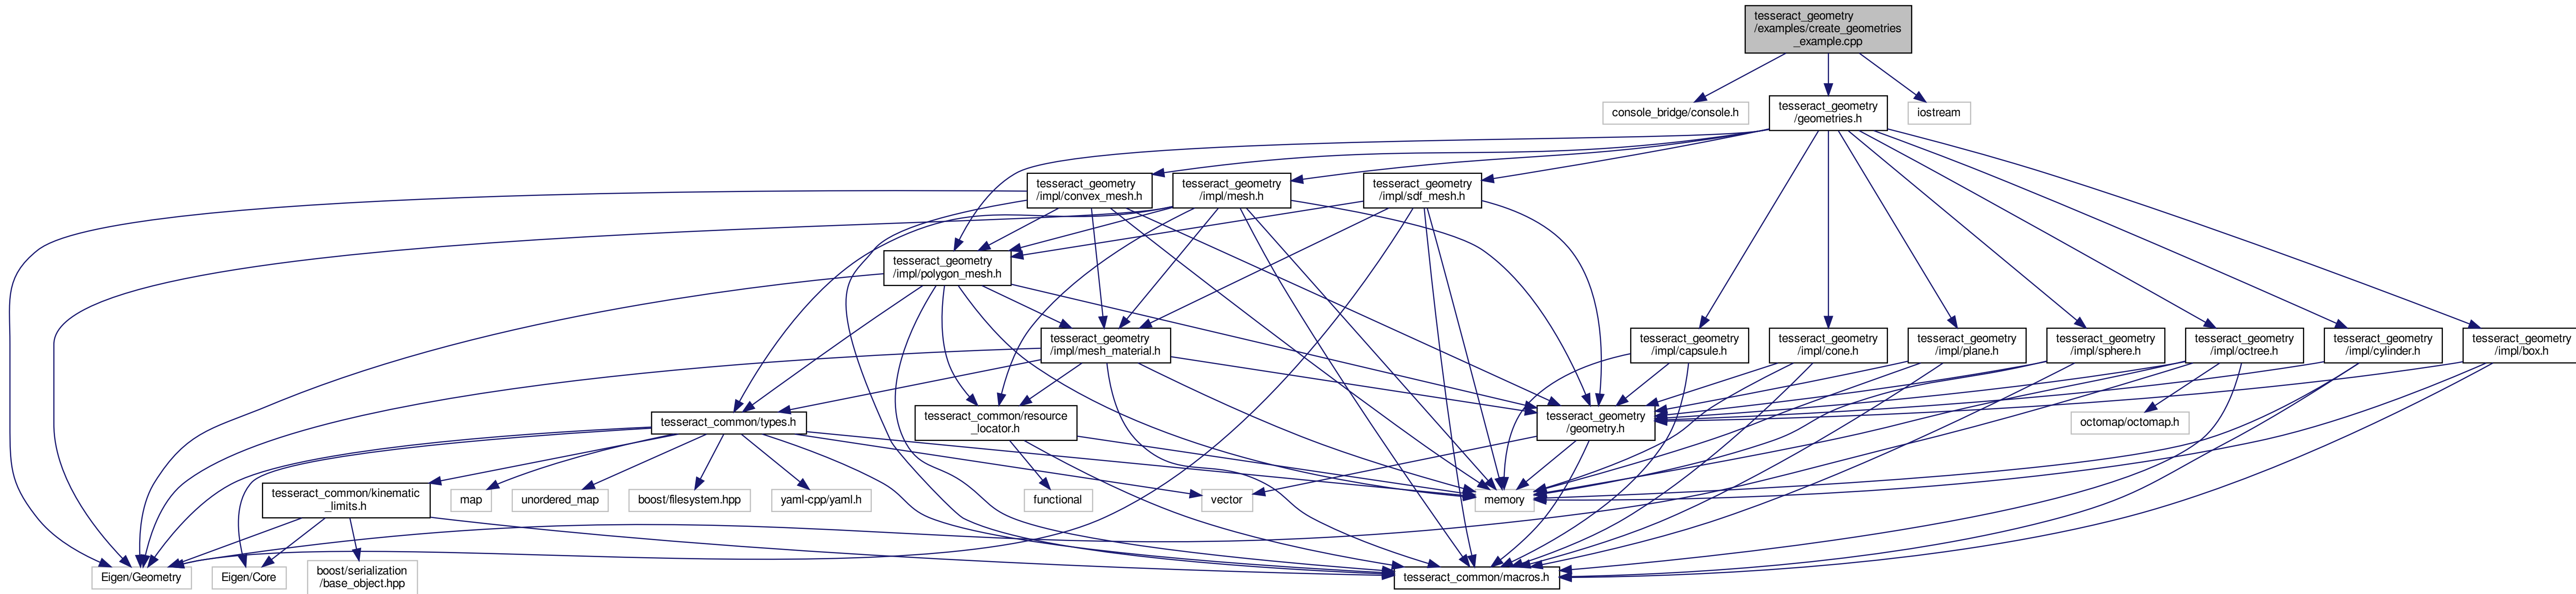 tesseract_geometry
/examples/create_geometries
_example.cpp
console_bridge/console.h
tesseract_geometry
/geometries.h
iostream
tesseract_geometry
/impl/convex_mesh.h
tesseract_geometry
/impl/mesh.h
tesseract_geometry
/impl/sdf_mesh.h
tesseract_geometry
/impl/polygon_mesh.h
tesseract_geometry
/impl/mesh_material.h
tesseract_geometry
/impl/capsule.h
tesseract_geometry
/impl/cone.h
tesseract_geometry
/impl/plane.h
tesseract_geometry
/impl/sphere.h
tesseract_geometry
/impl/octree.h
tesseract_geometry
/impl/cylinder.h
tesseract_geometry
/impl/box.h
tesseract_common/types.h
tesseract_common/resource
_locator.h
tesseract_geometry
/geometry.h
octomap/octomap.h
tesseract_common/kinematic
_limits.h
map
unordered_map
boost/filesystem.hpp
yaml-cpp/yaml.h
functional
vector
memory
Eigen/Geometry
Eigen/Core
boost/serialization
/base_object.hpp
tesseract_common/macros.h